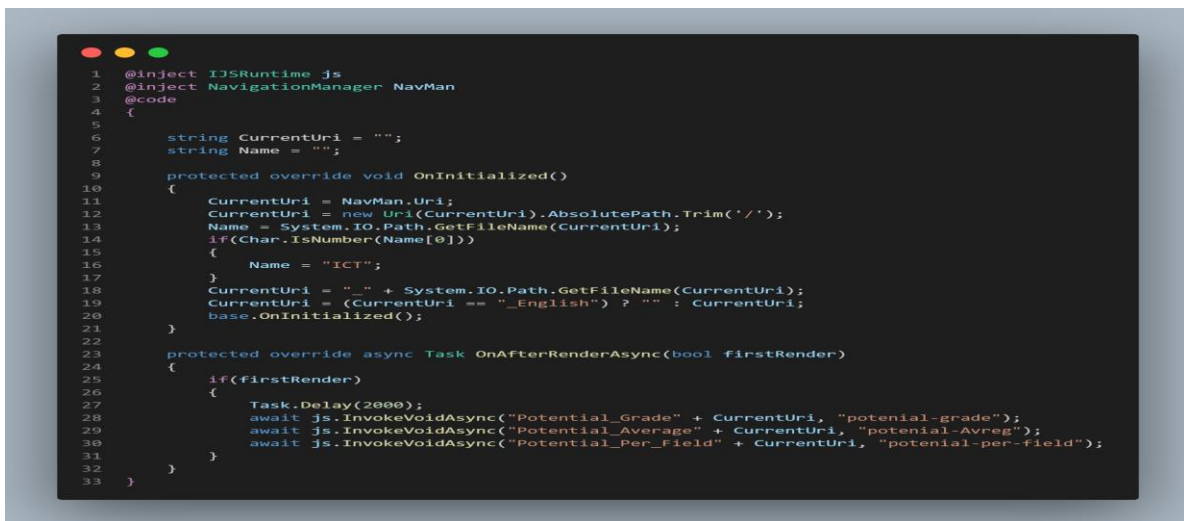 1 @inject IJSRuntime js
2 @inject NavigationManager NavMan
3 @code
4 {
5
6 string CurrentUri = "";
7 string Name = "";
8
9 protected override void OnInitialized()
10 {
11 CurrentUri = NavMan.Uri;
12 CurrentUri = new Uri(CurrentUri).AbsolutePath.Trim('/');
13 Name = System.IO.Path.GetFileName(CurrentUri);
14 if(Char.IsNumber(Name[0]))
15 {
16 Name = "ICT";
17 }
18 CurrentUri = "_" + System.IO.Path.GetFileName(CurrentUri);
19 CurrentUri = (CurrentUri == "_English") ? "" : CurrentUri;
20 base.OnInitialized();
21 }
22
23 protected override async Task OnAfterRenderAsync(bool firstRender)
24 {
25 if(firstRender)
26 {
27 Task.Delay(2000);
28 await js.InvokeVoidAsync("Potential_Grade" + CurrentUri, "potenial-grade");
29 await js.InvokeVoidAsync("Potential_Average" + CurrentUri, "potenial-Avreg");
30 await js.InvokeVoidAsync("Potential_Per_Field" + CurrentUri, "potenial-per-field");
31 }
32 }
33 }